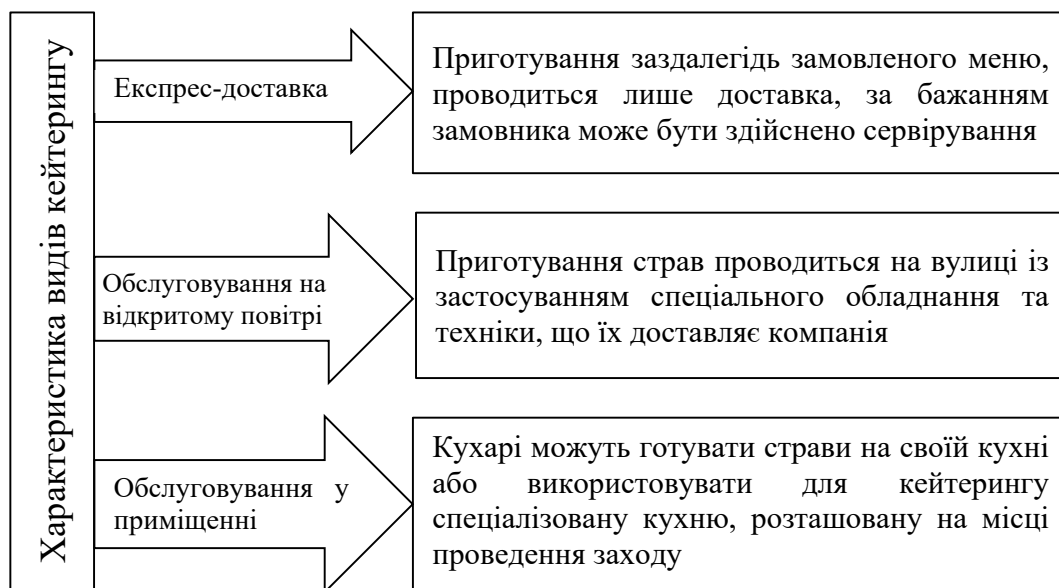 Характеристика видів кейтерингу
Експрес-доставка
Приготування заздалегідь замовленого меню,
проводиться лише доставка, за бажанням
замовника може бути здійснено сервірування
Обслуговування на
відкритому повітрі
Приготування страв проводиться на вулиці із
застосуванням спеціального обладнання та
техніки, що їх доставляє компанія
Обслуговування у
приміщенні
Кухарі можуть готувати страви на своїй кухні
або використовувати для кейтерингу
спеціалізовану кухню, розташовану на місці
проведення заходу